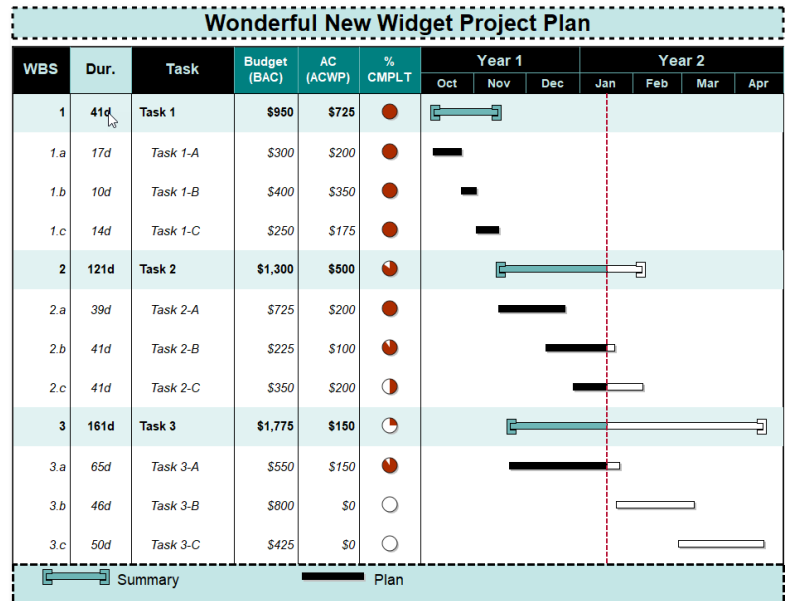 Wonderful New Widget Project Plan
WBS Dur. Task Budget (BAC) AC (ACWP) % CMPLT Year 1 Year 2
Oct Nov Dec Jan Feb Mar Apr
1 41d Task 1 $950 $725
1.a 17d Task 1-A $300 $200
1.b 10d Task 1-B $400 $350
1.c 14d Task 1-C $250 $175
2 121d Task 2 $1,300 $500
2.a 39d Task 2-A $725 $200
2.b 41d Task 2-B $225 $100
2.c 41d Task 2-C $350 $200
3 161d Task 3 $1,775 $150
3.a 65d Task 3-A $550 $150
3.b 46d Task 3-B $800 $0
3.c 50d Task 3-C $425 $0
Summary Plan